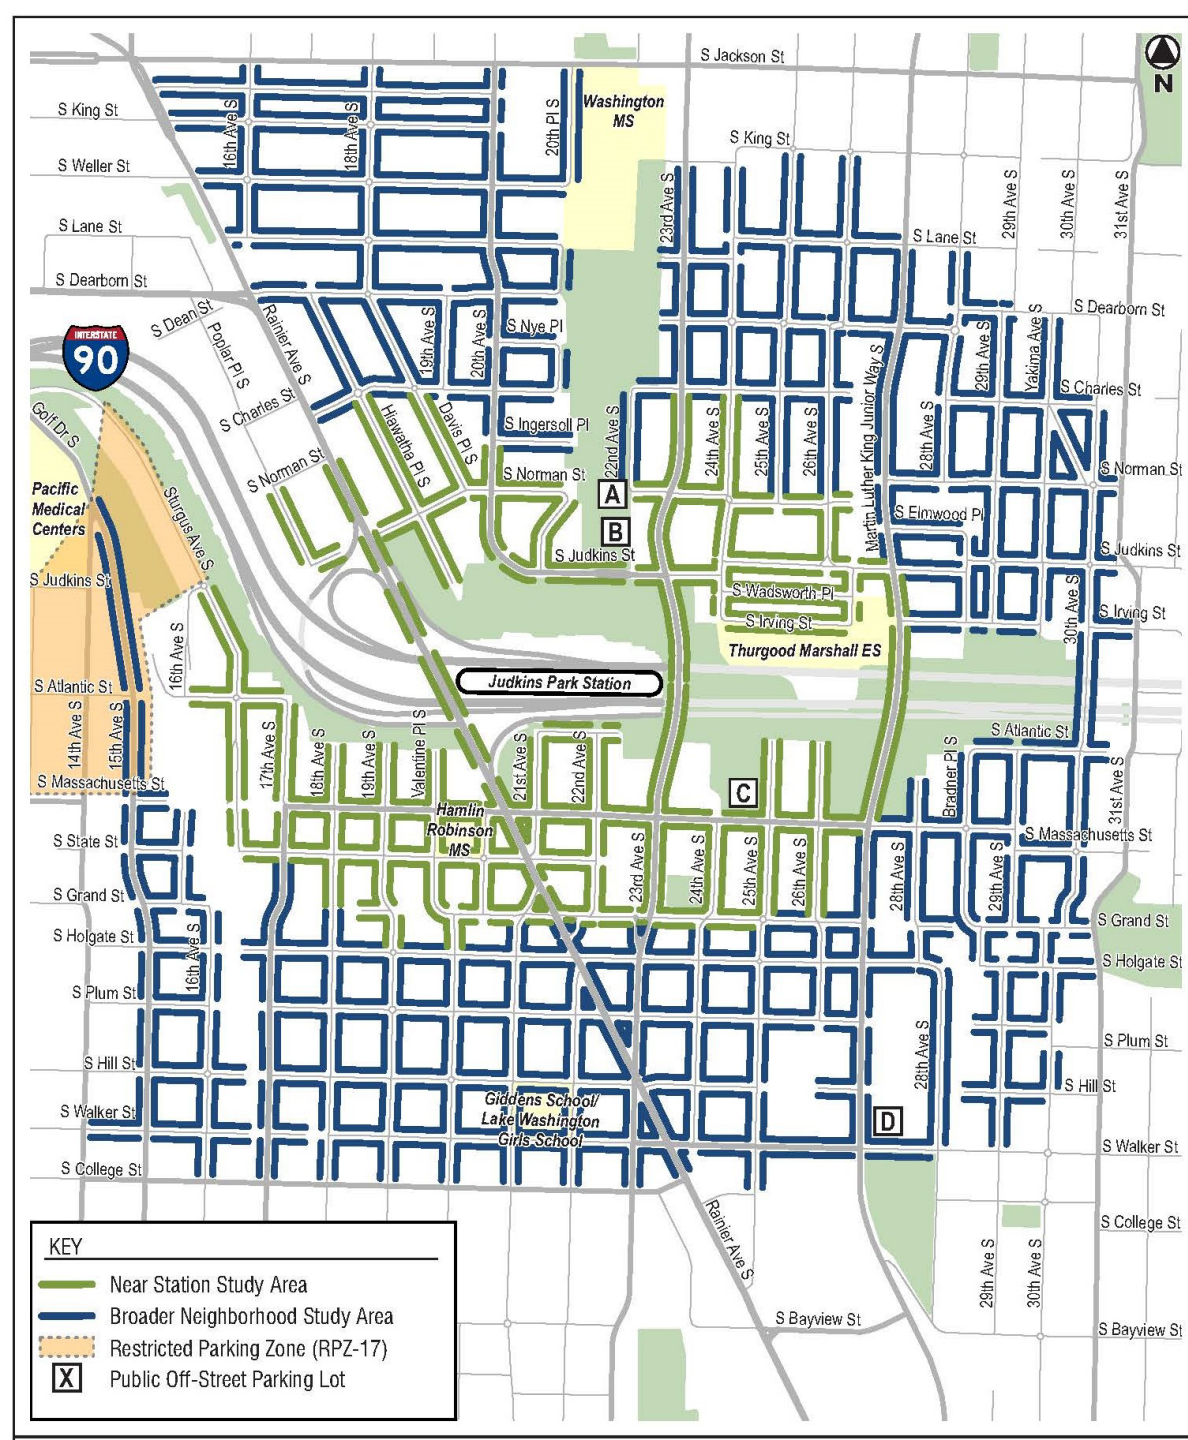 S Jackson St
N
Washington
MS
S King St
16th Ave S
18th Ave S
20th Pl S
S King St
S Weller St
23rd Ave S
29th Ave S
30th Ave S
31st Ave S
S Lane St
S Lane St
S Dearborn St
S Dean St
Rainier Ave S
19th Ave S
20th Ave S
S Nye Pl
S Dearborn St
INTERSTATE
90
Poplar Pl S
Martin Luther King Junior Way S
29th Ave S
Yakima Ave S
S Charles St
S Charles St
Golf Dr S
Hiawatha Pl S
Davis Pl S
S Ingersoll Pl
22nd Ave S
24th Ave S
25th Ave S
26th Ave S
28th Ave S
S Norman St
S Norman St
S Norman St
Pacific
Medical
Centers
Sturgus Ave S
A
B
S Elmwood Pl
S Judkins St
S Judkins St
S Judkins St
S Wadsworth Pl
S Irving St
30th Ave S
S Irving St
16th Ave S
Thurgood Marshall ES
Judkins Park Station
S Atlantic St
14th Ave S
15th Ave S
17th Ave S
18th Ave S
19th Ave S
Valentine Pl S
21st Ave S
22nd Ave S
S Atlantic St
Bradner Pl S
31st Ave S
S Massachusetts St
C
Hamlin
Robinson
MS
S Massachusetts St
S State St
23rd Ave S
24th Ave S
25th Ave S
26th Ave S
28th Ave S
29th Ave S
S Grand St
S Grand St
S Holgate St
16th Ave S
S Holgate St
S Plum St
28th Ave S
S Plum St
S Hill St
S Hill St
Giddens School/
Lake Washington
Girls School
S Walker St
D
S Walker St
S College St
Rainier Ave S
S College St
29th Ave S
30th Ave S
S Bayview St
S Bayview St
KEY
Near Station Study Area
Broader Neighborhood Study Area
Restricted Parking Zone (RPZ-17)
X Public Off-Street Parking Lot